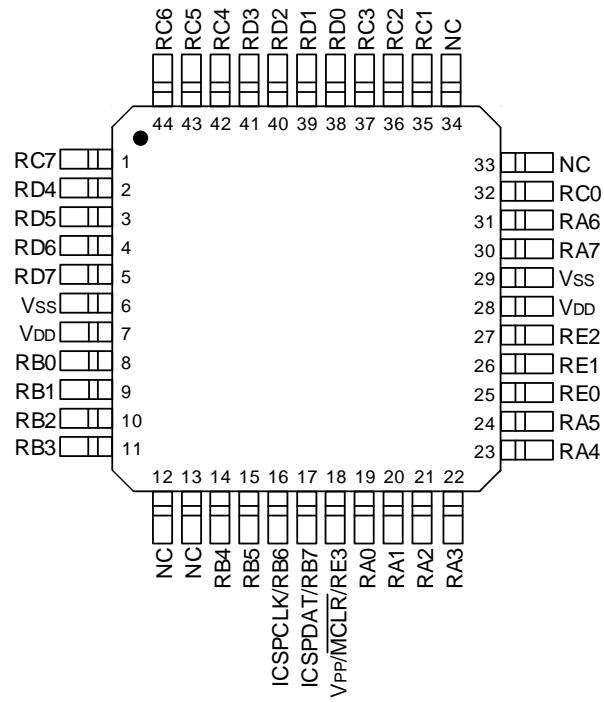 RC6 RC5 RC4 RD3 RD2 RD1 RD0 RC3 RC2 RC1 NC
44 43 42 41 40 39 38 37 36 35 34
RC7 1 33 NC
RD4 2 32 RC0
RD5 3 31 RA6
RD6 4 30 RA7
RD7 5 29 VSS
VSS 6 28 VDD
VDD 7 27 RE2
RB0 8 26 RE1
RB1 9 25 RE0
RB2 10 24 RA5
RB3 11 23 RA4
12 13 14 15 16 17 18 19 20 21 22
NC NC RB4 RB5 ICSPCLK/RB6 ICSPDAT/RB7 VPP/MCLR/RE3 RA0 RA1 RA2 RA3